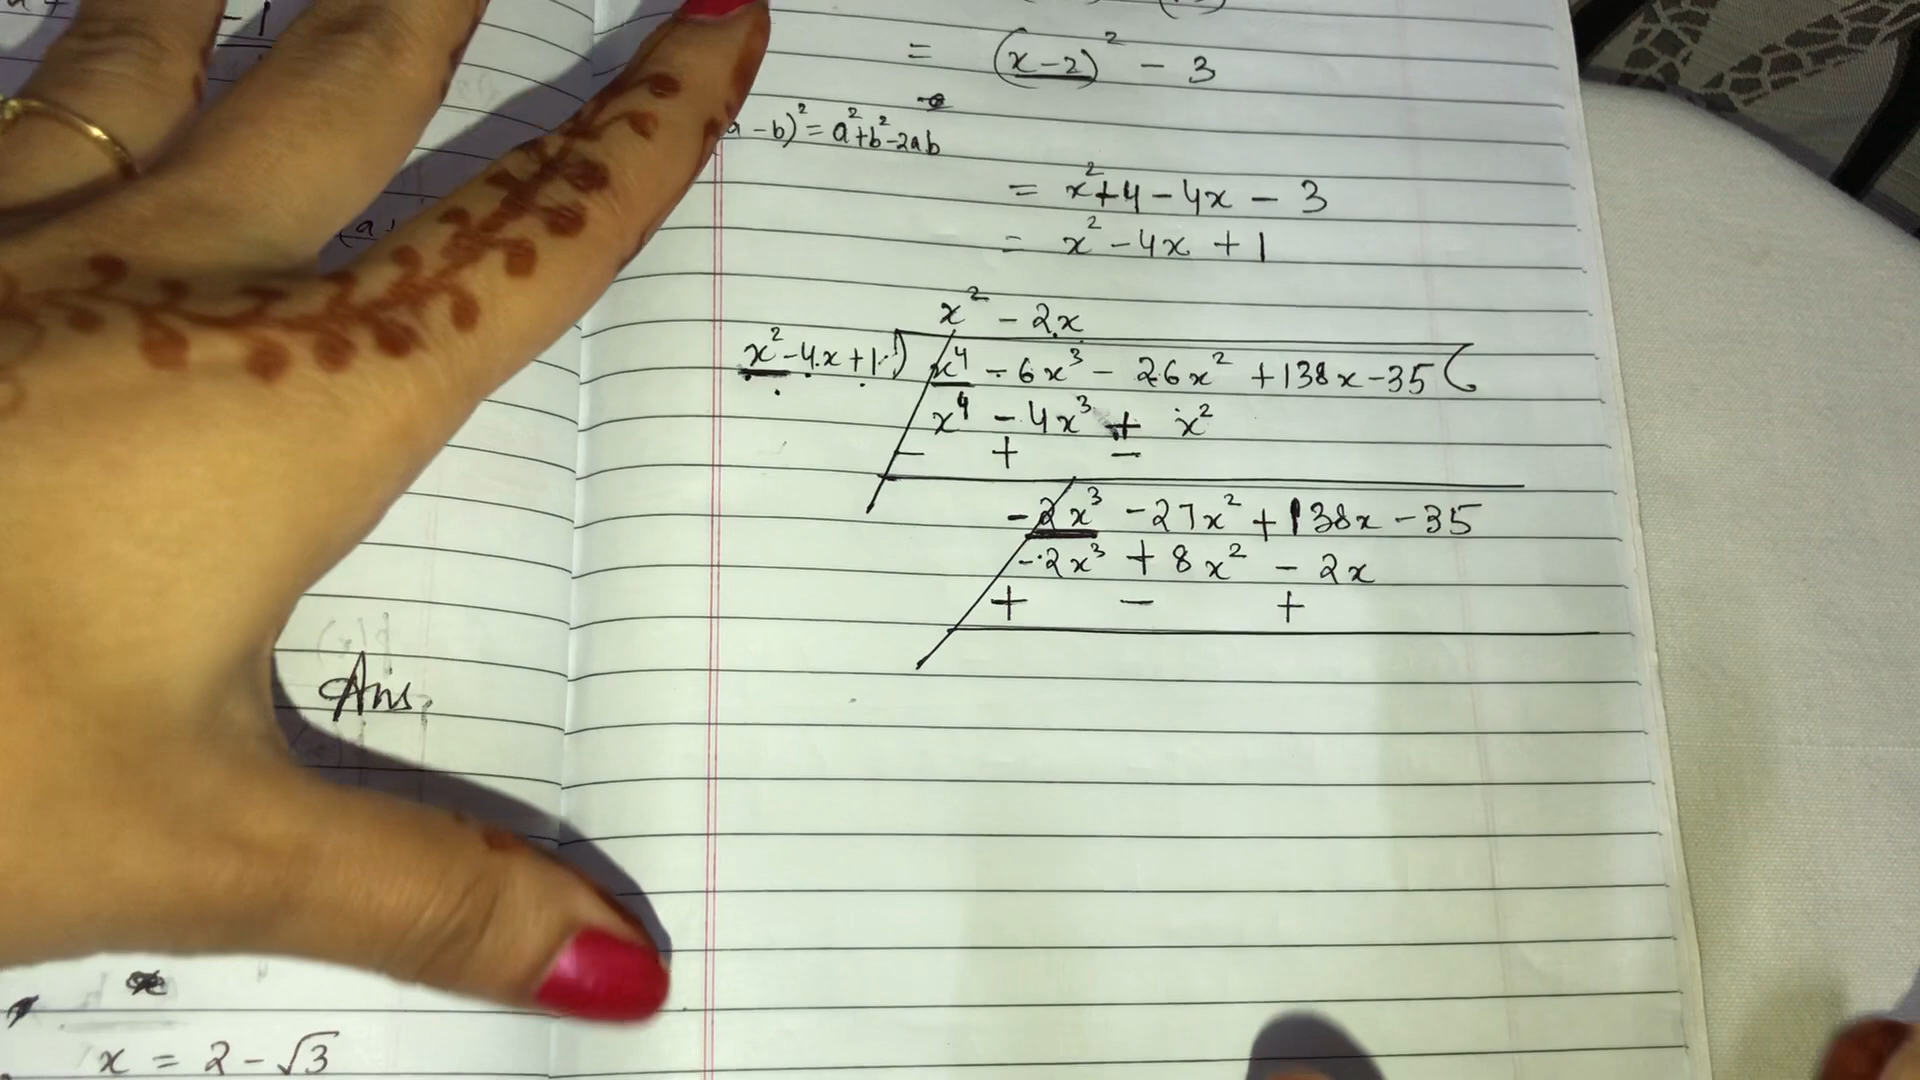 - 1
= (x-2)² - 3
a - b)² = a² + b² - 2ab
= x² + 4 - 4x - 3
= x² - 4x + 1
x² - 2x
x² - 4x + 1) x⁴ - 6x³ - 26x² + 138x - 35 (
x⁴ - 4x³ + x²
- + -
-2x³ - 27x² + 138x - 35
-2x³ + 8x² - 2x
+ - +
Ans.
x = 2 - √3